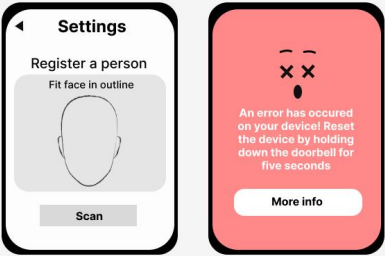 Settings
Register a person
Fit face in outline
Scan
An error has occured
on your device! Reset
the device by holding
down the doorbell for
five seconds
More info